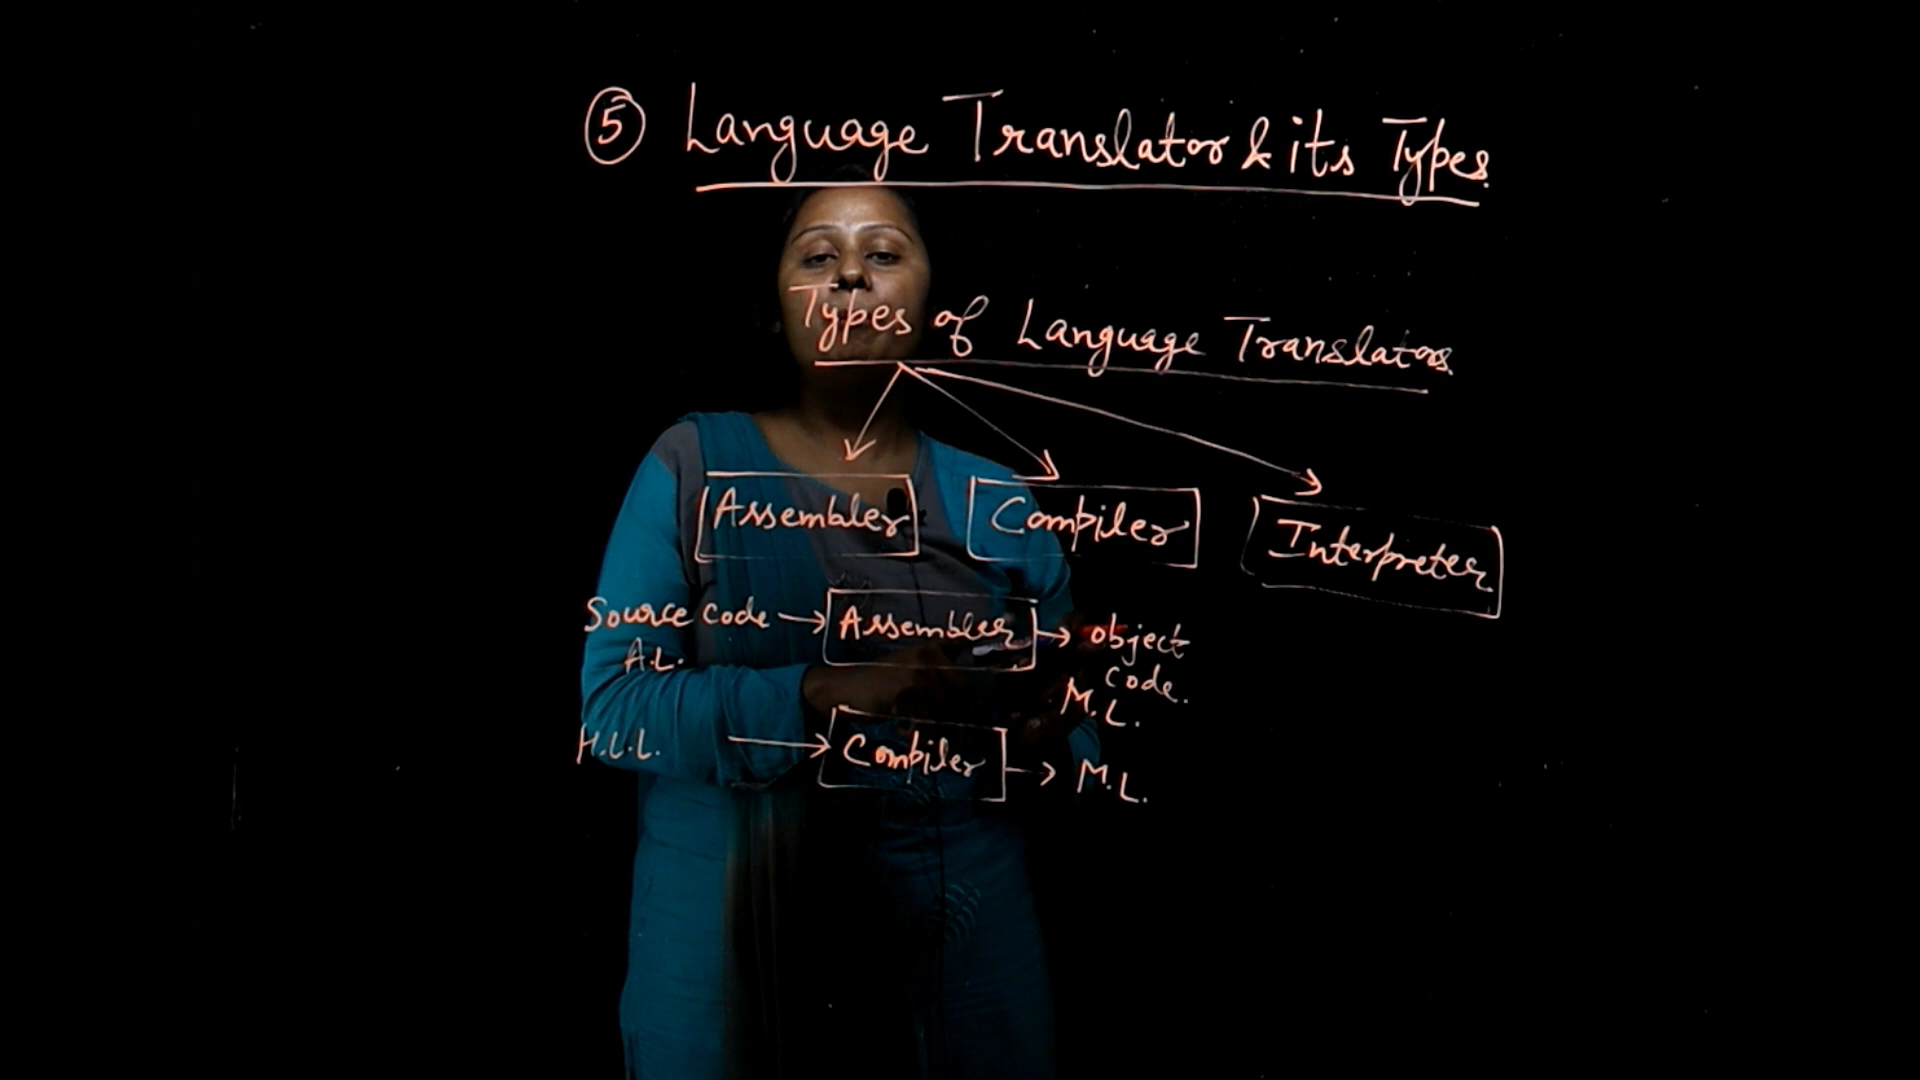 5 Language Translator & its Types.
Types of Language Translators.
Assembler Compiler Interpreter
Source code → Assembler → object
A.L. code.
M.L.
H.L.L. → Compiler → M.L.